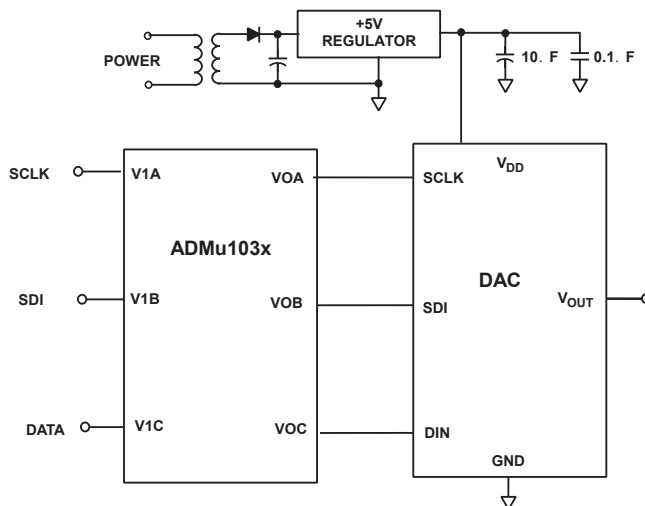 +5V
REGULATOR
POWER
10. F
0.1. F
SCLK
V1A
VOA
SCLK
VDD
ADMu103x
DAC
SDI
V1B
VOB
SDI
VOUT
DATA
V1C
VOC
DIN
GND